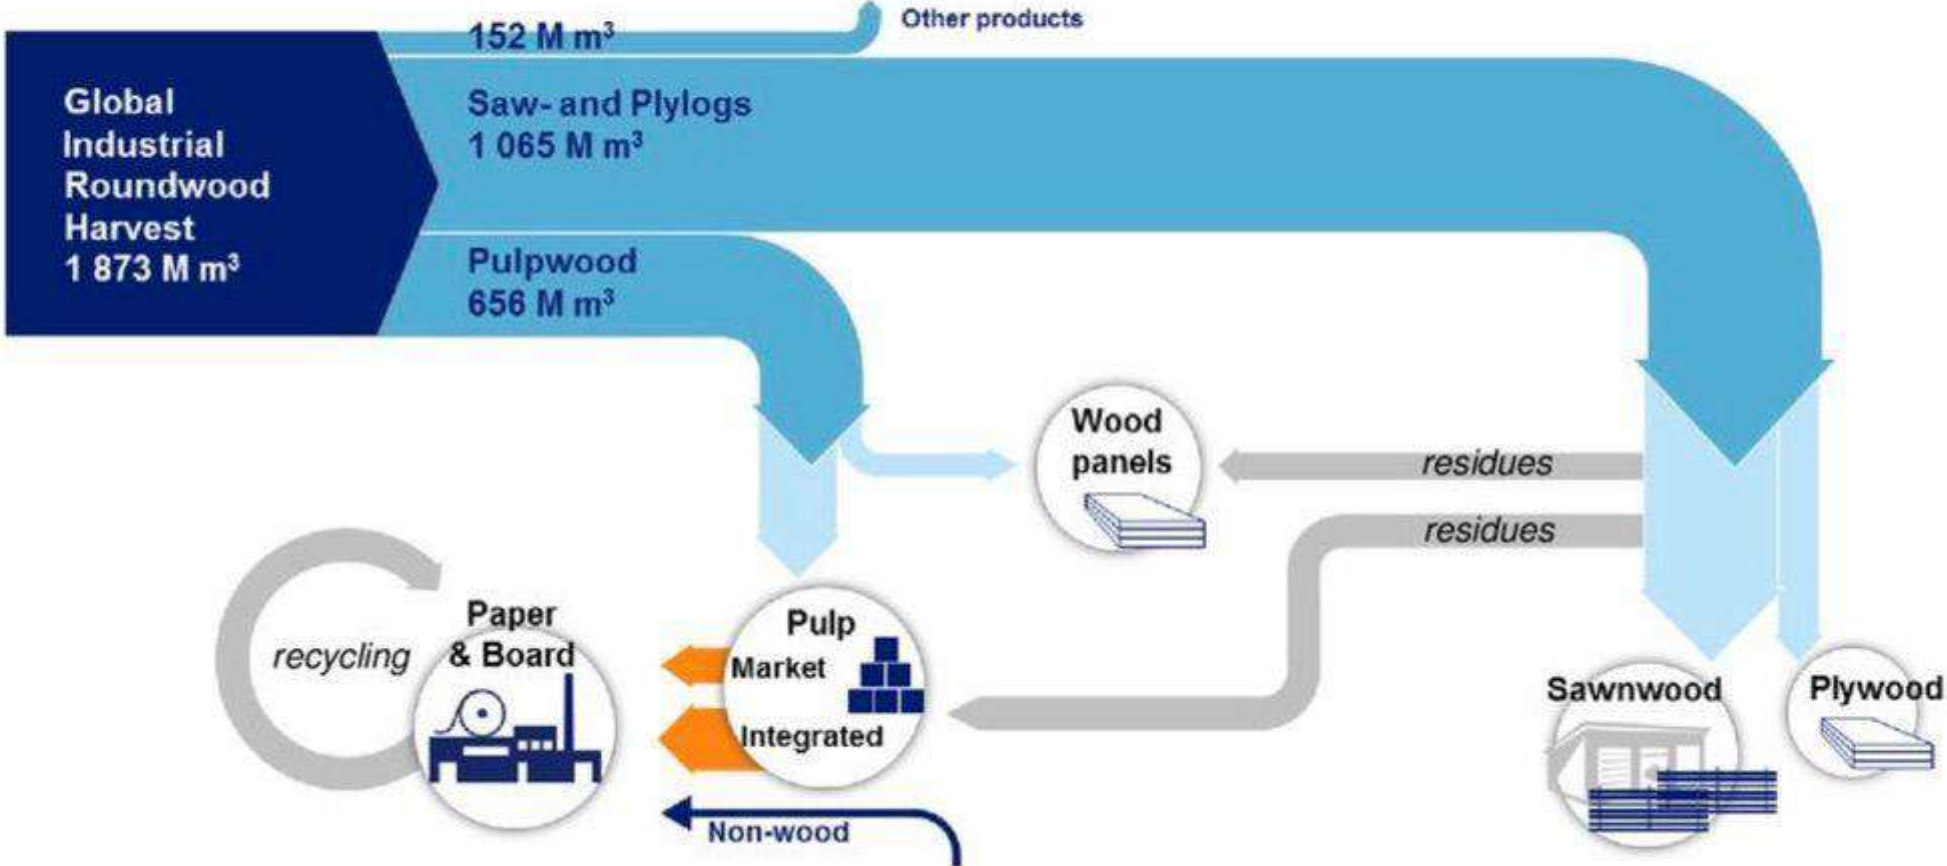 Other products
152 M m³
Global
Industrial
Roundwood
Harvest
1 873 M m³
Saw- and Plylogs
1 065 M m³
Pulpwood
656 M m³
Wood
panels
residues
residues
Paper
& Board
recycling
Pulp
Market
Integrated
Non-wood
Sawnwood
Plywood